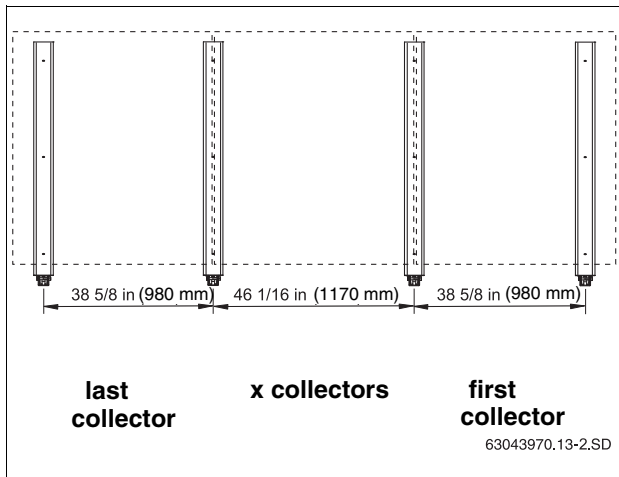 38 5/8 in (980 mm) 46 1/16 in (1170 mm) 38 5/8 in (980 mm)
last collector
x collectors
first collector
63043970.13-2.SD